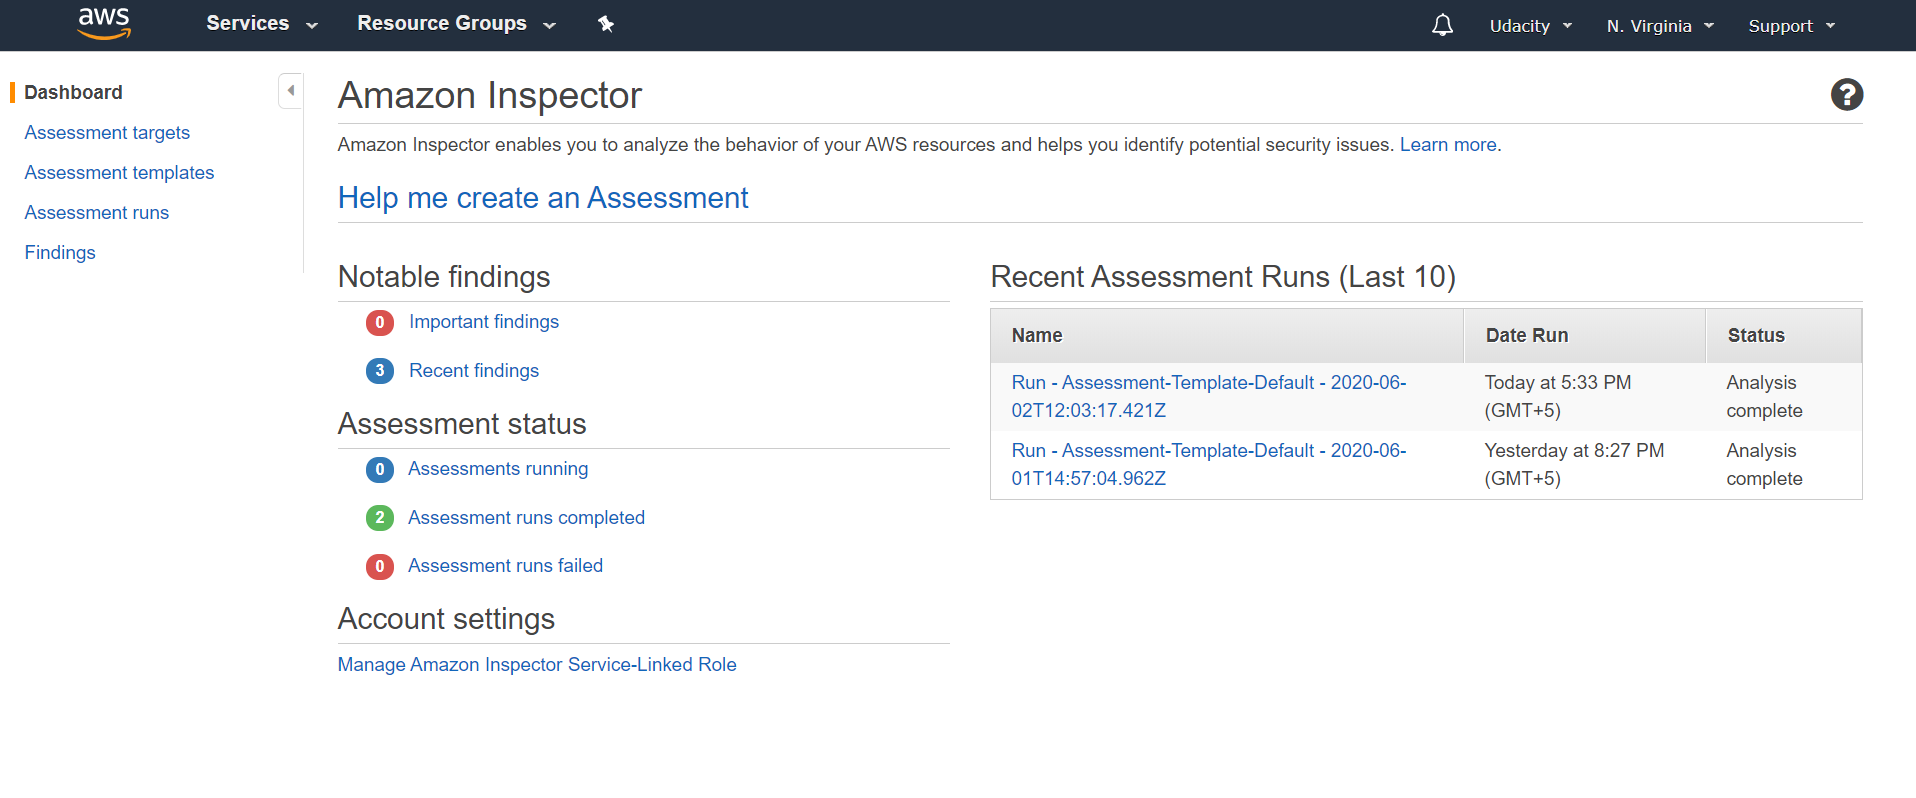 aws Services Resource Groups Udacity N. Virginia Support
Dashboard
Assessment targets
Assessment templates
Assessment runs
Findings
Amazon Inspector
?
Amazon Inspector enables you to analyze the behavior of your AWS resources and helps you identify potential security issues. Learn more.
Help me create an Assessment
Notable findings
0 Important findings
3 Recent findings
Assessment status
0 Assessments running
2 Assessment runs completed
0 Assessment runs failed
Account settings
Manage Amazon Inspector Service-Linked Role
Recent Assessment Runs (Last 10)
Name Date Run Status
Run - Assessment-Template-Default - 2020-06- Today at 5:33 PM Analysis
02T12:03:17.421Z (GMT+5) complete
Run - Assessment-Template-Default - 2020-06- Yesterday at 8:27 PM Analysis
01T14:57:04.962Z (GMT+5) complete